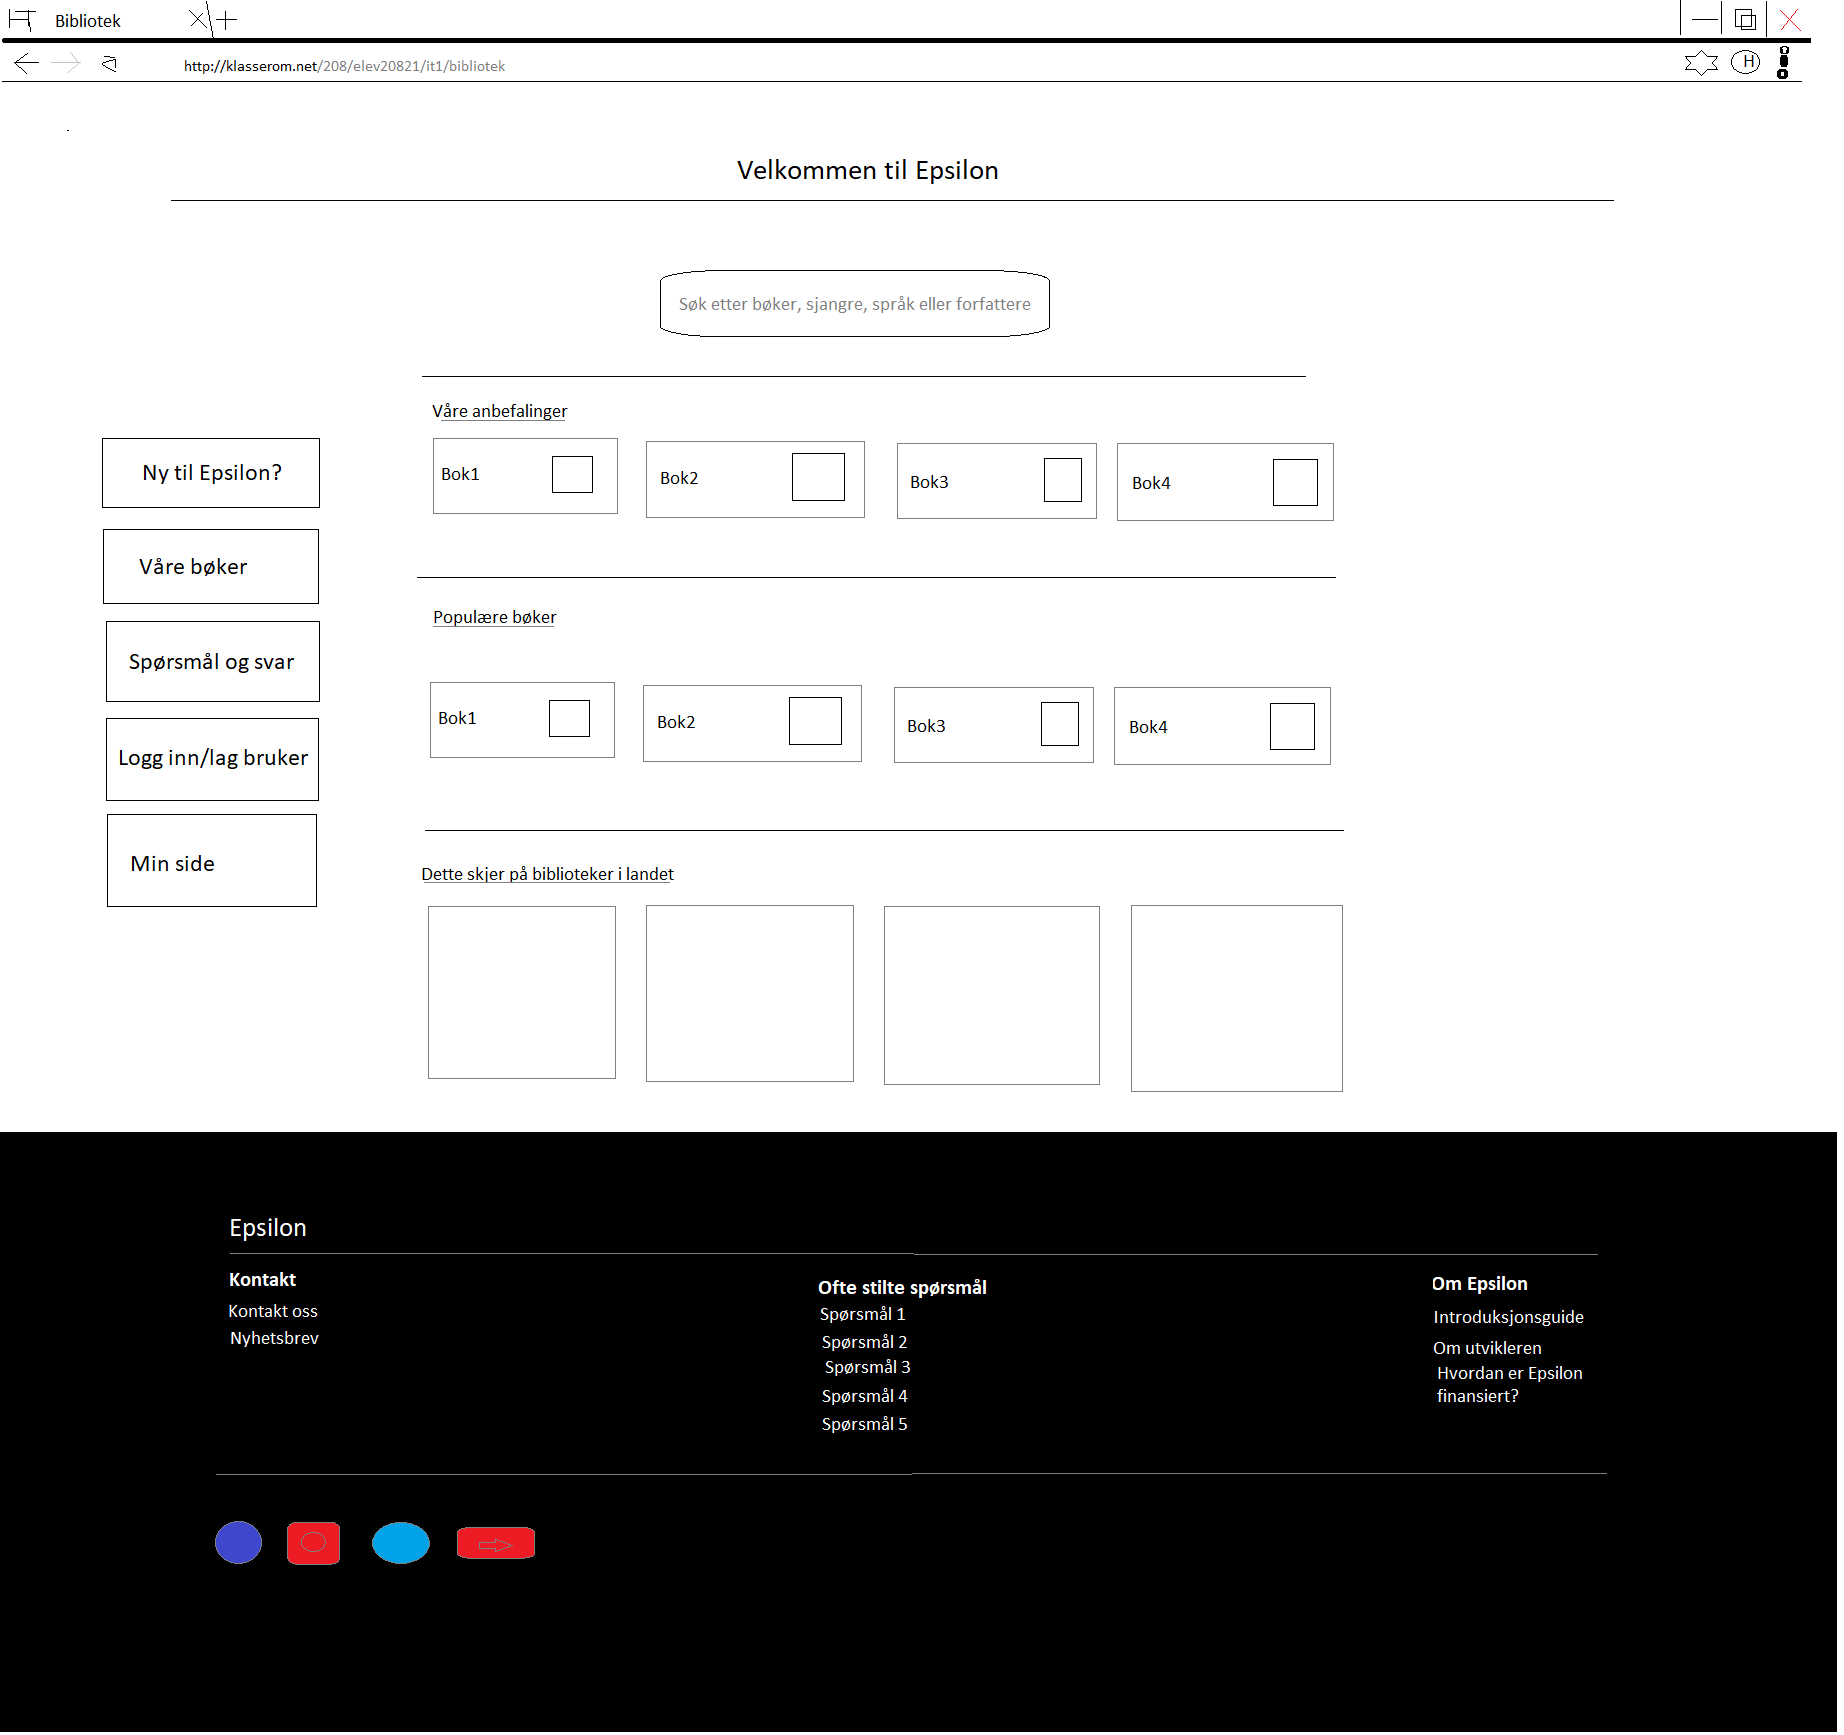 Bibliotek
http://klasserom.net/208/elev20821/it1/bibliotek
H
Velkommen til Epsilon
Søk etter bøker, sjangre, språk eller forfattere
Ny til Epsilon?
Våre bøker
Spørsmål og svar
Logg inn/lag bruker
Min side
Våre anbefalinger
Bok1 Bok2 Bok3 Bok4
Populære bøker
Bok1 Bok2 Bok3 Bok4
Dette skjer på biblioteker i landet
Epsilon
Kontakt
Kontakt oss
Nyhetsbrev
Ofte stilte spørsmål
Spørsmål 1
Spørsmål 2
Spørsmål 3
Spørsmål 4
Spørsmål 5
Om Epsilon
Introduksjonsguide
Om utvikleren
Hvordan er Epsilon
finansiert?